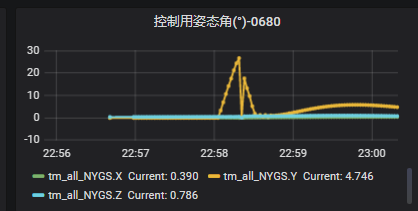 控制用姿态角(°)-0680
30
20
10
0
-10
22:56 22:57 22:58 22:59 23:00
tm_all_NYGS.X Current: 0.390 tm_all_NYGS.Y Current: 4.746
tm_all_NYGS.Z Current: 0.786